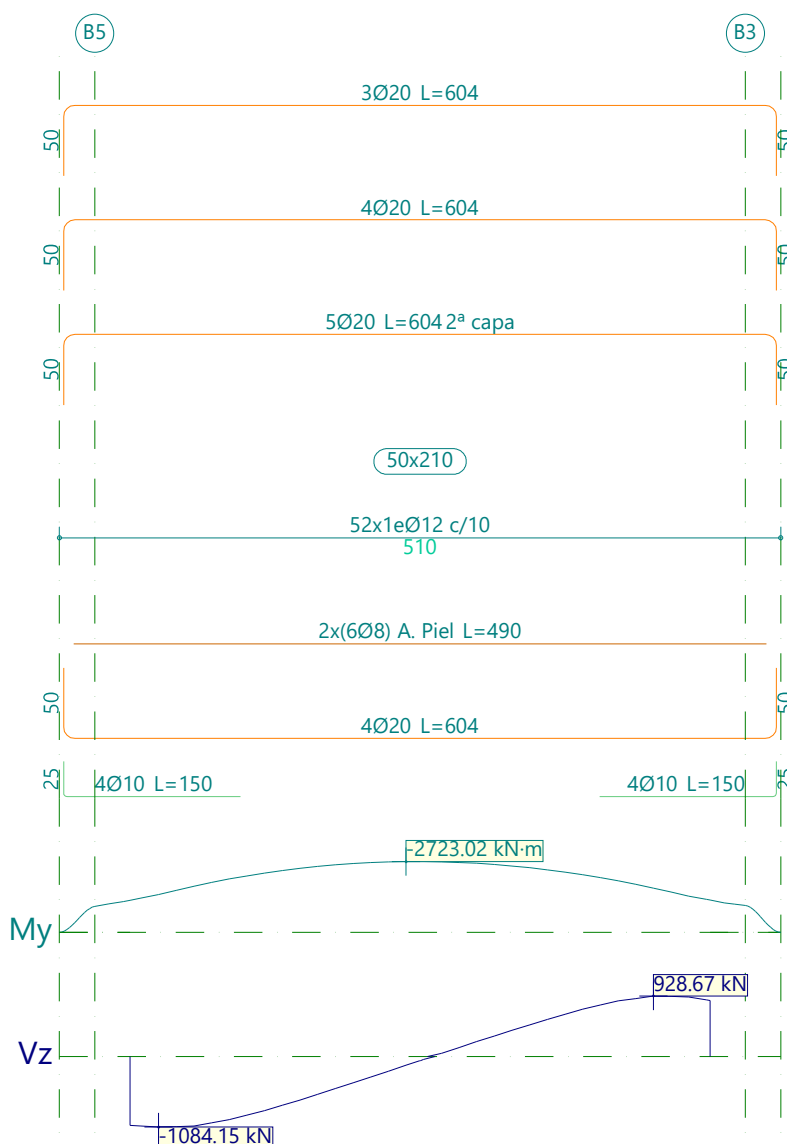 B5
B3
3Ø20 L=604
50
50
4Ø20 L=604
50
50
5Ø20 L=604 2ª capa
50
50
50x210
52x1eØ12 c/10
510
2x(6Ø8) A. Piel L=490
50
50
4Ø20 L=604
25
4Ø10 L=150
4Ø10 L=150
25
-2723.02 kN·m
My
928.67 kN
Vz
-1084.15 kN